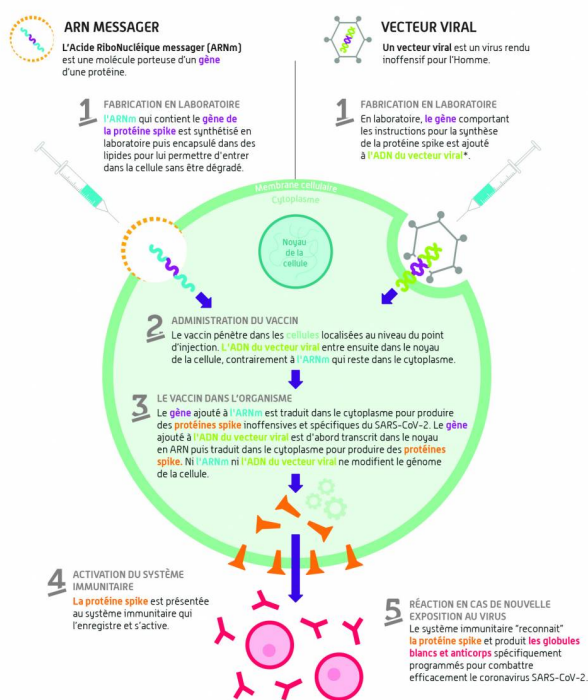 ARN MESSAGER
L'Acide RiboNucléique messager (ARNm)
est une molécule porteuse d'un gène
d'une protéine.
VECTEUR VIRAL
Un vecteur viral est un virus rendu
inoffensif pour l'Homme.
1 FABRICATION EN LABORATOIRE
l'ARNm qui contient le gêne de
la protéine spike est synthétisé en
laboratoire puis encapsulé dans des
lipides pour lui permettre d'entrer
dans la cellule sans être dégradé.
1 FABRICATION EN LABORATOIRE
En laboratoire, le gène comportant
les instructions pour la synthèse
de la protéine spike est ajouté
à l'ADN du vecteur viral*.
Membrane cellulaire
Cytoplasme
Noyau
de la
cellule
2 ADMINISTRATION DU VACCIN
Le vaccin pénètre dans les cellules localisées au niveau du point
d'injection. L'ADN du vecteur viral entre ensuite dans le noyau
de la cellule, contrairement à l'ARNm qui reste dans le cytoplasme.
3 LE VACCIN DANS L'ORGANISME
Le gène ajouté à l'ARNm est traduit dans le cytoplasme pour produire
des protéines spike inoffensives et spécifiques du SARS-CoV-2. Le gène
ajouté à l'ADN du vecteur viral est d'abord transcrit dans le noyau
en ARN puis traduit dans le cytoplasme pour produire des protéines
spike. Ni l'ARNm ni l'ADN du vecteur viral ne modifient le génome
de la cellule.
4 ACTIVATION DU SYSTÈME
IMMUNITAIRE
La protéine spike est présentée
au système immunitaire qui
l'enregistre et s'active.
5 RÉACTION EN CAS DE NOUVELLE
EXPOSITION AU VIRUS
Le système immunitaire "reconnait"
la protéine spike et produit les globules
blancs et anticorps spécifiquement
programmés pour combattre
efficacement le coronavirus SARS-CoV-2.